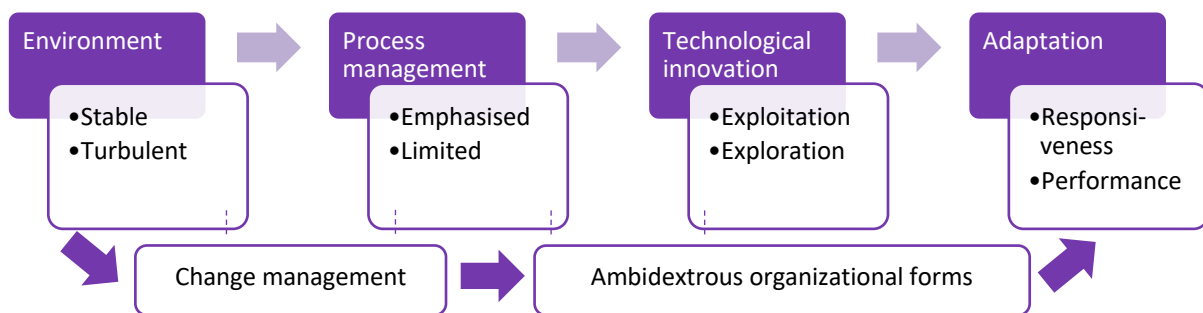 Environment
•Stable
•Turbulent
Process
management
•Emphasised
•Limited
Technological
innovation
•Exploitation
•Exploration
Adaptation
•Responsi-
veness
•Performance
Change management
Ambidextrous organizational forms